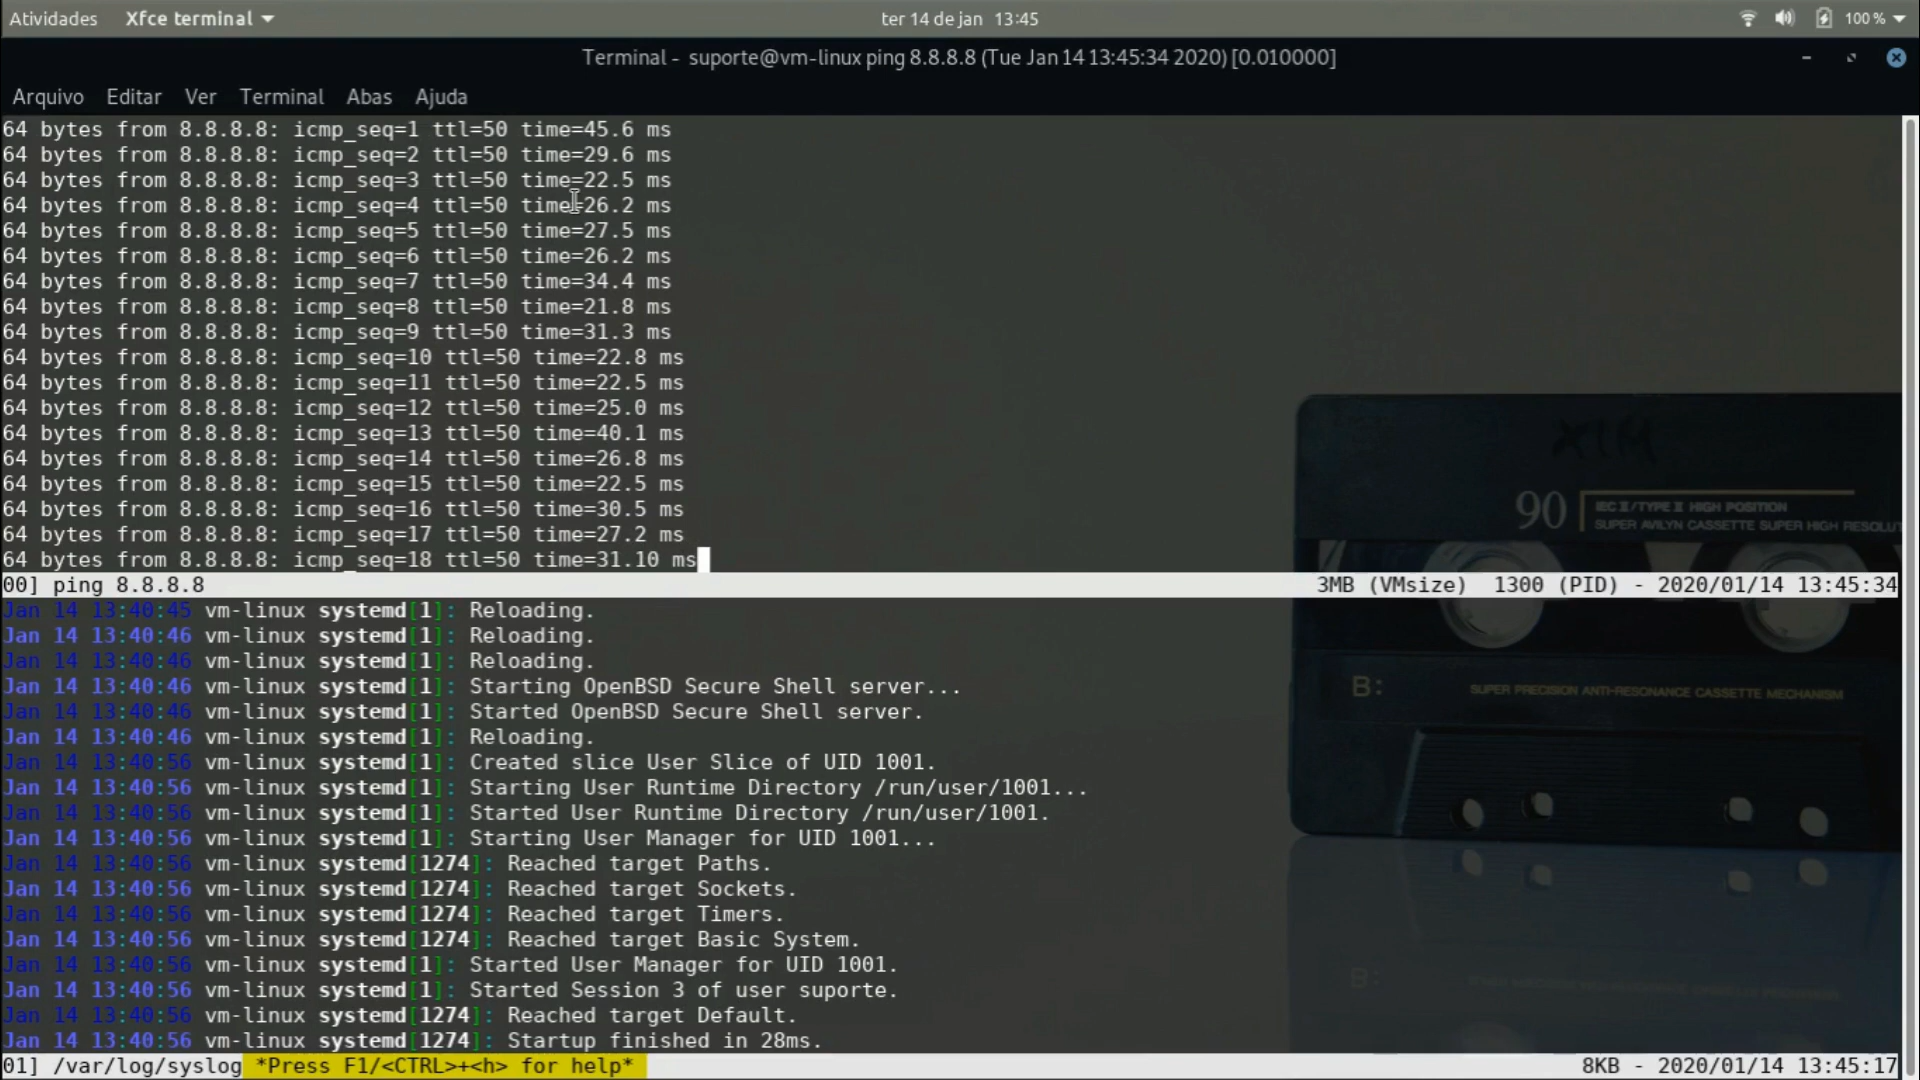 Atividades Xfce terminal ter 14 de jan 13:45 100 %
Terminal - suporte@vm-linux ping 8.8.8.8 (Tue Jan 14 13:45:34 2020) [0.010000]
Arquivo Editar Ver Terminal Abas Ajuda
64 bytes from 8.8.8.8: icmp_seq=1 ttl=50 time=45.6 ms
64 bytes from 8.8.8.8: icmp_seq=2 ttl=50 time=29.6 ms
64 bytes from 8.8.8.8: icmp_seq=3 ttl=50 time=22.5 ms
64 bytes from 8.8.8.8: icmp_seq=4 ttl=50 time=26.2 ms
64 bytes from 8.8.8.8: icmp_seq=5 ttl=50 time=27.5 ms
64 bytes from 8.8.8.8: icmp_seq=6 ttl=50 time=26.2 ms
64 bytes from 8.8.8.8: icmp_seq=7 ttl=50 time=34.4 ms
64 bytes from 8.8.8.8: icmp_seq=8 ttl=50 time=21.8 ms
64 bytes from 8.8.8.8: icmp_seq=9 ttl=50 time=31.3 ms
64 bytes from 8.8.8.8: icmp_seq=10 ttl=50 time=22.8 ms
64 bytes from 8.8.8.8: icmp_seq=11 ttl=50 time=22.5 ms
64 bytes from 8.8.8.8: icmp_seq=12 ttl=50 time=25.0 ms
64 bytes from 8.8.8.8: icmp_seq=13 ttl=50 time=40.1 ms
64 bytes from 8.8.8.8: icmp_seq=14 ttl=50 time=26.8 ms
64 bytes from 8.8.8.8: icmp_seq=15 ttl=50 time=22.5 ms
64 bytes from 8.8.8.8: icmp_seq=16 ttl=50 time=30.5 ms
64 bytes from 8.8.8.8: icmp_seq=17 ttl=50 time=27.2 ms
64 bytes from 8.8.8.8: icmp_seq=18 ttl=50 time=31.10 ms
00] ping 8.8.8.8 3MB (VMsize) 1300 (PID) - 2020/01/14 13:45:34
Jan 14 13:40:45 vm-linux systemd[1]: Reloading.
Jan 14 13:40:46 vm-linux systemd[1]: Reloading.
Jan 14 13:40:46 vm-linux systemd[1]: Reloading.
Jan 14 13:40:46 vm-linux systemd[1]: Starting OpenBSD Secure Shell server...
Jan 14 13:40:46 vm-linux systemd[1]: Started OpenBSD Secure Shell server.
Jan 14 13:40:46 vm-linux systemd[1]: Reloading.
Jan 14 13:40:56 vm-linux systemd[1]: Created slice User Slice of UID 1001.
Jan 14 13:40:56 vm-linux systemd[1]: Starting User Runtime Directory /run/user/1001...
Jan 14 13:40:56 vm-linux systemd[1]: Started User Runtime Directory /run/user/1001.
Jan 14 13:40:56 vm-linux systemd[1]: Starting User Manager for UID 1001...
Jan 14 13:40:56 vm-linux systemd[1274]: Reached target Paths.
Jan 14 13:40:56 vm-linux systemd[1274]: Reached target Sockets.
Jan 14 13:40:56 vm-linux systemd[1274]: Reached target Timers.
Jan 14 13:40:56 vm-linux systemd[1274]: Reached target Basic System.
Jan 14 13:40:56 vm-linux systemd[1]: Started User Manager for UID 1001.
Jan 14 13:40:56 vm-linux systemd[1]: Started Session 3 of user suporte.
Jan 14 13:40:56 vm-linux systemd[1274]: Reached target Default.
Jan 14 13:40:56 vm-linux systemd[1274]: Startup finished in 28ms.
01] /var/log/syslog *Press F1/<CTRL>+<h> for help* 8KB - 2020/01/14 13:45:17
90 IEC II/TYPE II HIGH POSITION
SUPER AVILYN CASSETTE SUPER HIGH RESOLUT
B: SUPER PRECISION ANTI-RESONANCE CASSETTE MECHANISM